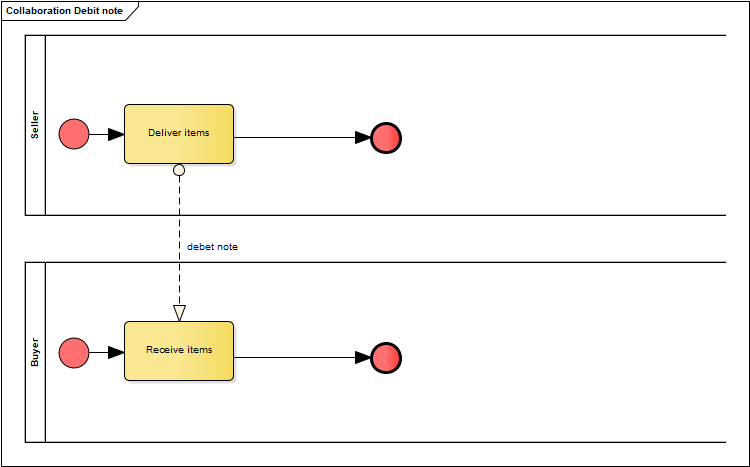 Collaboration Debit note
Seller
Deliver items
debet note
Buyer
Receive items